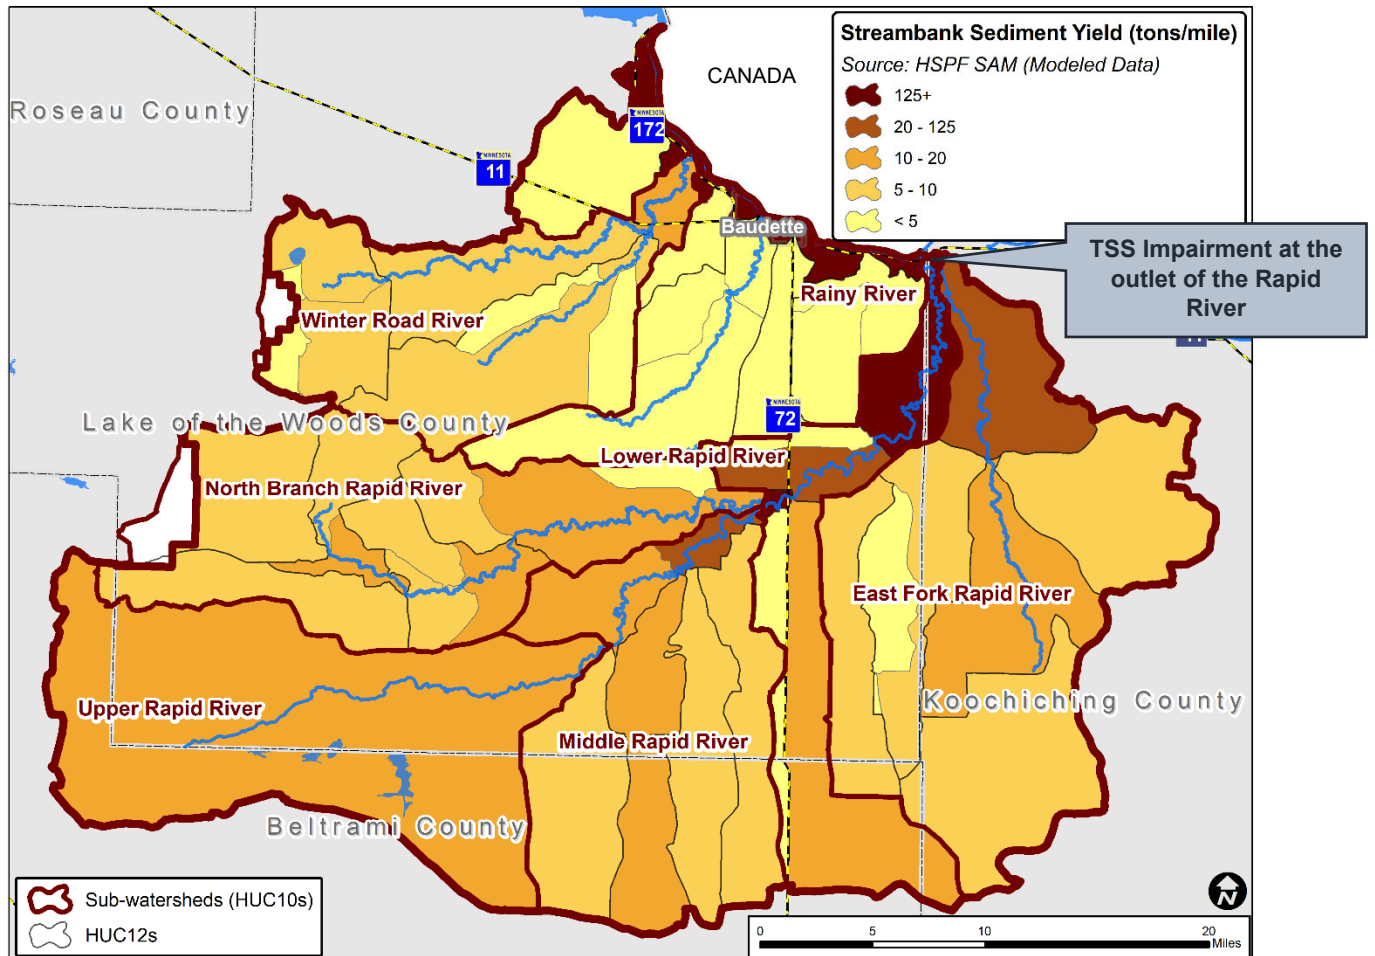 Streambank Sediment Yield (tons/mile)
Source: HSPF SAM (Modeled Data)
125+
20 - 125
10 - 20
5 - 10
< 5
CANADA
Roseau County
MINNESOTA
172
MINNESOTA
11
Baudette
TSS Impairment at the
outlet of the Rapid
River
Rainy River
Winter Road River
Lake of the Woods County
MINNESOTA
72
Lower Rapid River
North Branch Rapid River
East Fork Rapid River
Koochiching County
Upper Rapid River
Middle Rapid River
Beltrami County
Sub-watersheds (HUC10s)
HUC12s
N
0 5 10 20
Miles